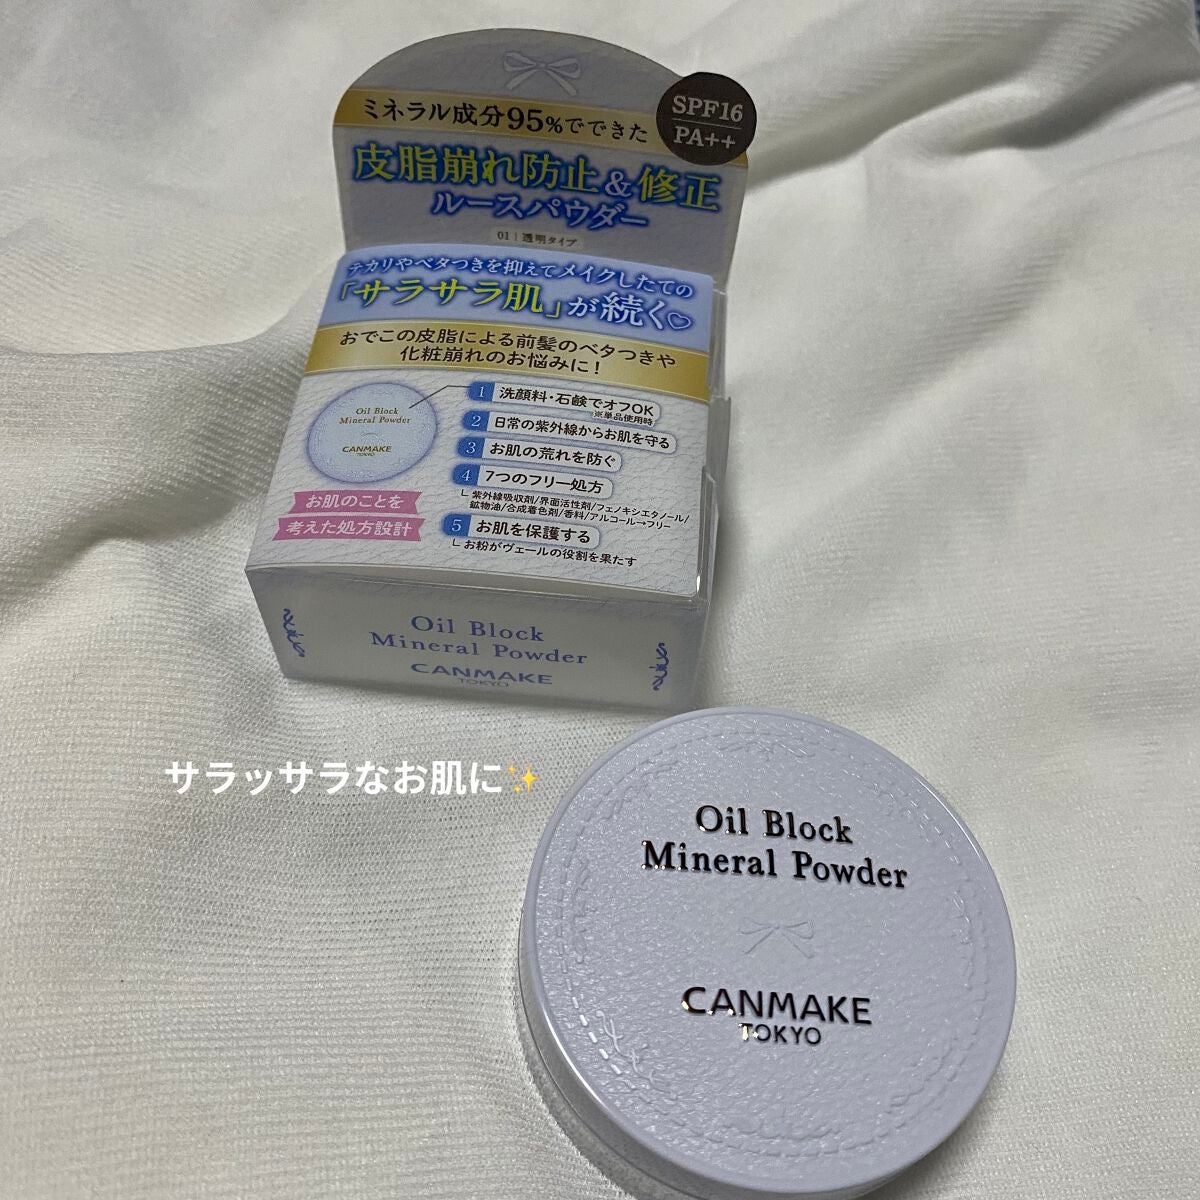 SPF16
PA++
ミネラル成分95%でできた
皮脂崩れ防止&修正
ルースパウダー
01 | 透明タイプ
テカリやベタつきを抑えてメイクしたての
「サラサラ肌」が続く♡
おでこの皮脂による前髪のベタつきや
化粧崩れのお悩みに!
Oil Block
Mineral Powder
CANMAKE
TOKYO
お肌のことを
考えた処方設計
1 洗顔料・石鹸でオフOK
※単品使用時
2 日常の紫外線からお肌を守る
3 お肌の荒れを防ぐ
4 7つのフリー処方
紫外線吸収剤/界面活性剤/フェノキシエタノール/
鉱物油/合成着色剤/香料/アルコール→フリー
5 お肌を保護する
お粉がヴェールの役割を果たす
Oil Block
Mineral Powder
CANMAKE
TOKYO
サラッサラなお肌に✨
Oil Block
Mineral Powder
CANMAKE
TOKYO